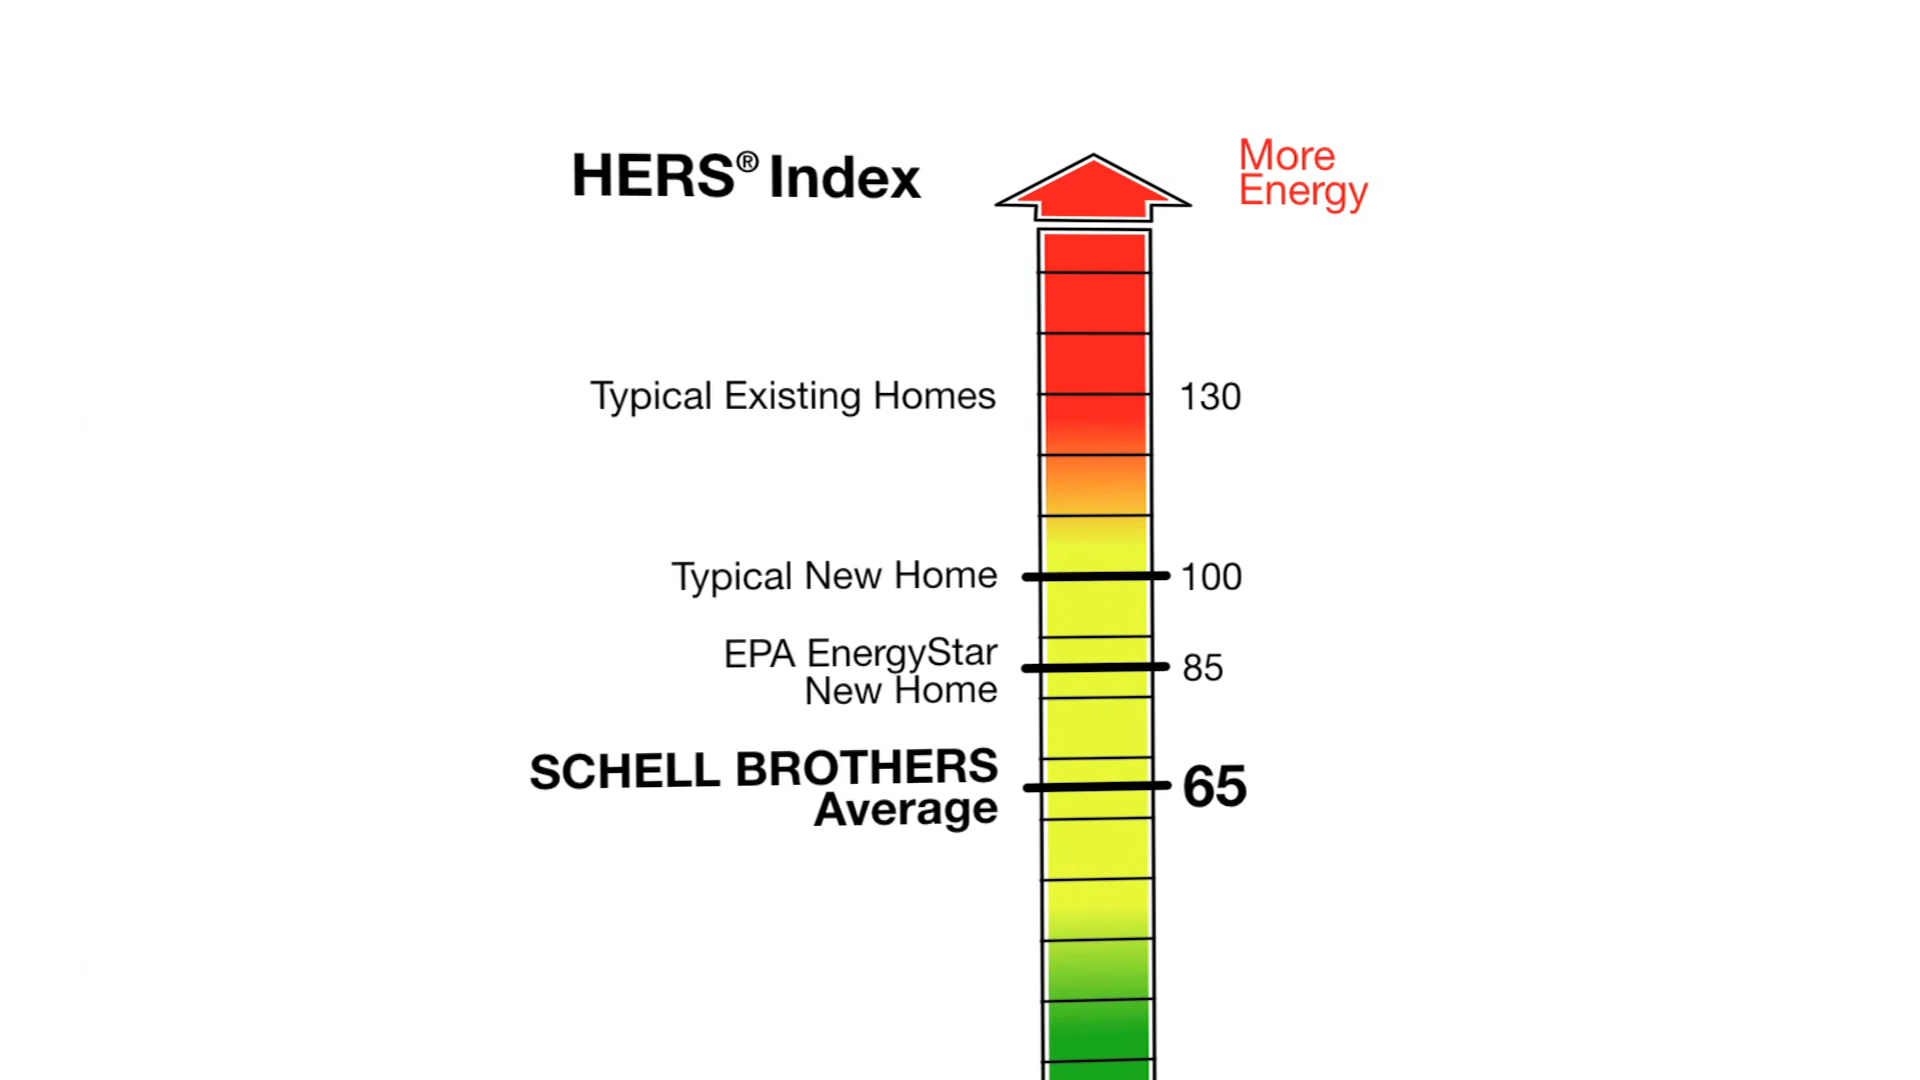 HERS® Index
More
Energy
Typical Existing Homes 130
Typical New Home 100
EPA EnergyStar
New Home 85
SCHELL BROTHERS
Average 65